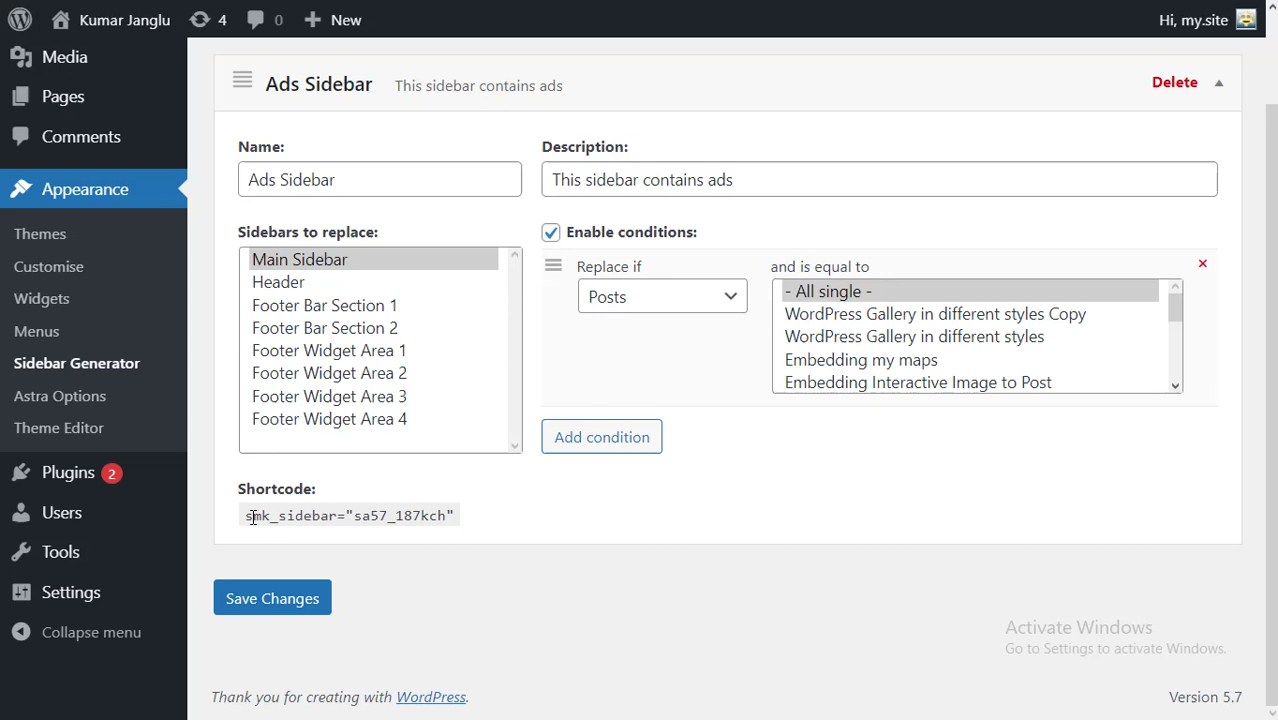 Kumar Janglu 4 0 New Hi, my.site
Media
Pages
Comments
Appearance
Themes
Customise
Widgets
Menus
Sidebar Generator
Astra Options
Theme Editor
Plugins 2
Users
Tools
Settings
Collapse menu
Ads Sidebar This sidebar contains ads Delete
Name: Description:
Ads Sidebar This sidebar contains ads
Sidebars to replace: Enable conditions:
Main Sidebar
Header
Footer Bar Section 1
Footer Bar Section 2
Footer Widget Area 1
Footer Widget Area 2
Footer Widget Area 3
Footer Widget Area 4
Replace if and is equal to
Posts
- All single -
WordPress Gallery in different styles Copy
WordPress Gallery in different styles
Embedding my maps
Embedding Interactive Image to Post
Add condition
Shortcode:
smk_sidebar="sa57_187kch"
Save Changes
Activate Windows
Go to Settings to activate Windows.
Thank you for creating with WordPress. Version 5.7